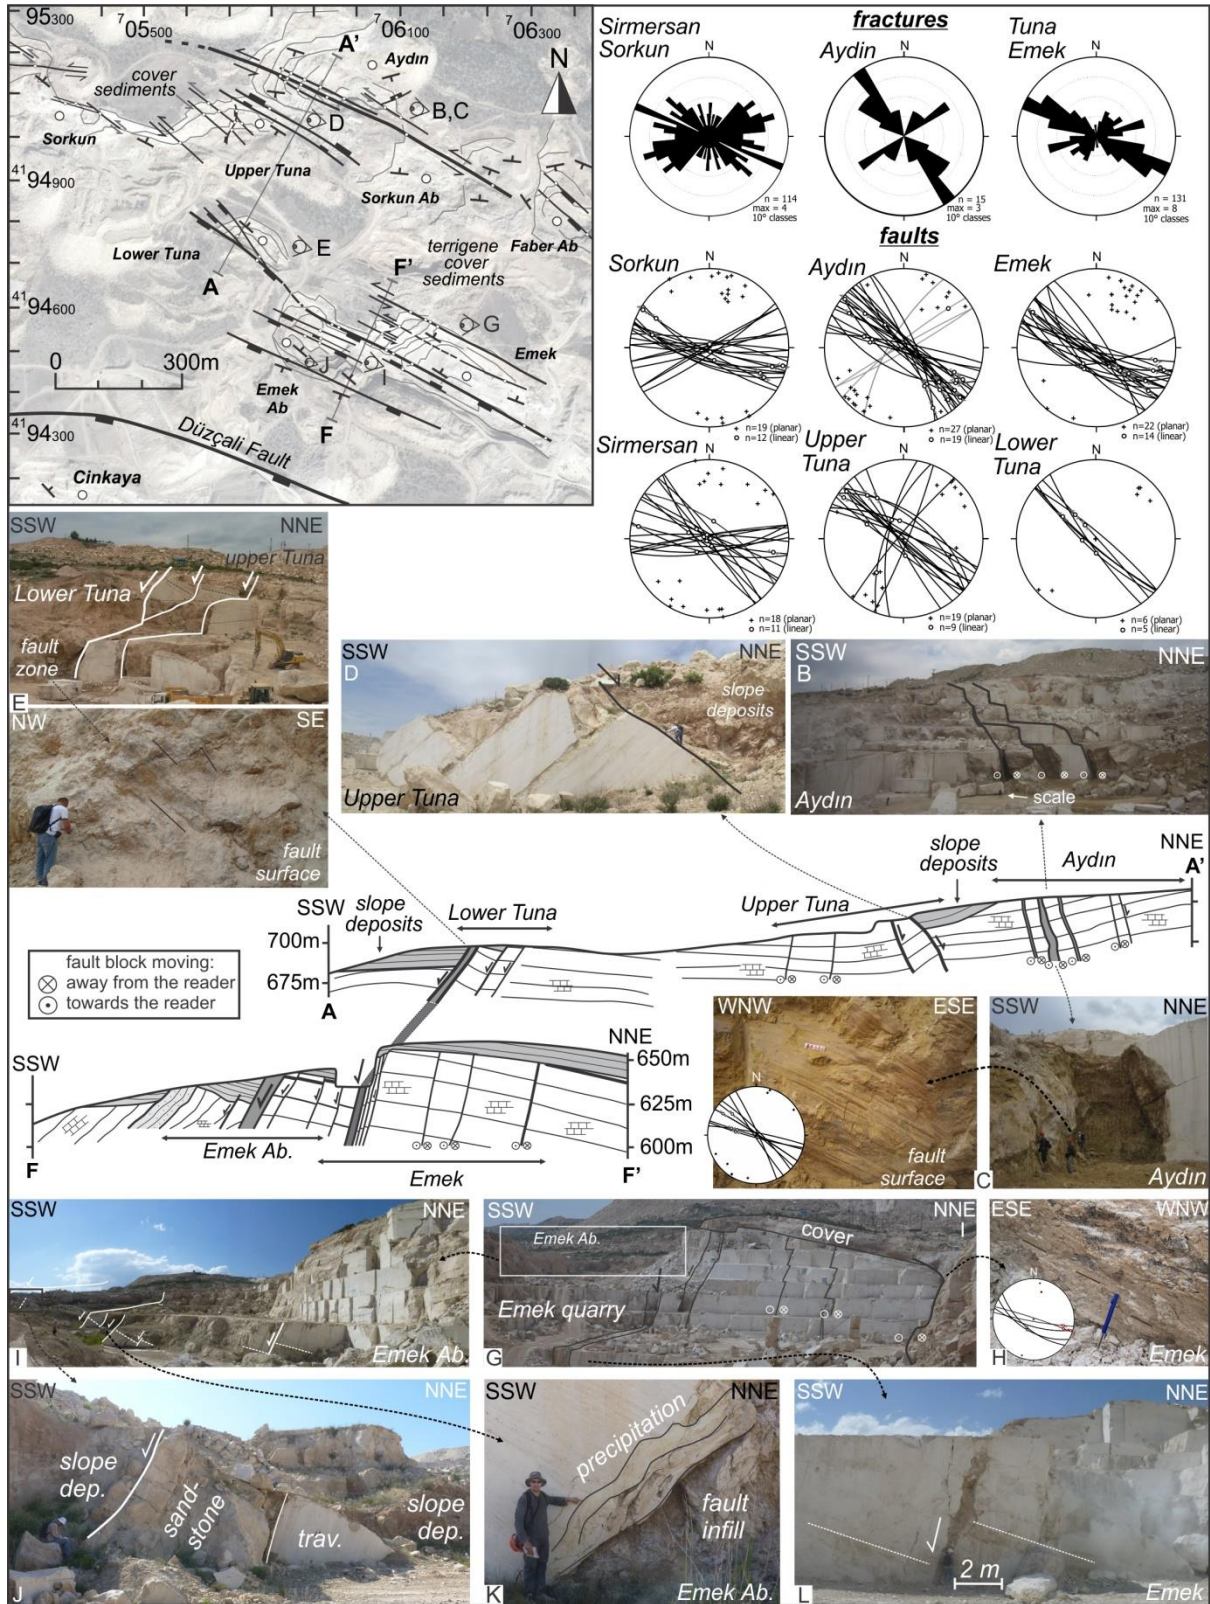 95300
7 05500
7 06100
7 06300
A'
Aydın
N
cover
sediments
Sorkun
D
B,C
Upper Tuna
41 94900
Sorkun Ab
Lower Tuna
E
Faber Ab
terrigene
cover
sediments
A
F'
41 94600
G
0 300m
J
I
Emek
Emek
Ab
F
41 94300
Düzçali Fault
Cinkaya
fractures
Sirmersan
Sorkun
Aydin
Tuna
Emek
N
N
N
n = 114
max = 4
10° classes
n = 15
max = 3
10° classes
n = 131
max = 8
10° classes
faults
Sorkun
Aydın
Emek
N
N
N
+ n=19 (planar)
o n=12 (linear)
+ n=27 (planar)
o n=19 (linear)
+ n=22 (planar)
o n=14 (linear)
Sirmersan
Upper
Tuna
Lower
Tuna
N
N
N
+ n=18 (planar)
o n=11 (linear)
+ n=19 (planar)
o n=9 (linear)
+ n=6 (planar)
o n=5 (linear)
SSW NNE
upper Tuna
Lower Tuna
fault
zone
E
NW SE
fault
surface
SSW NNE
D
slope
deposits
Upper Tuna
SSW NNE
B
Aydın
scale
SSW
slope
deposits
Lower Tuna
700m
675m
A
Upper Tuna
slope
deposits
Aydın
NNE
A'
fault block moving:
⊗ away from the reader
⊙ towards the reader
SSW
NNE
650m
625m
600m
Emek Ab.
Emek
F
F'
WNW ESE
N
fault
surface
SSW NNE
C
Aydın
SSW NNE
I
Emek Ab.
SSW NNE
I
Emek Ab.
cover
Emek quarry
G
ESE WNW
N
H
Emek
SSW NNE
slope
dep.
sand-
stone
trav.
slope
dep.
J
SSW NNE
precipitation
fault
infill
K
Emek Ab.
SSW NNE
2 m
L
Emek